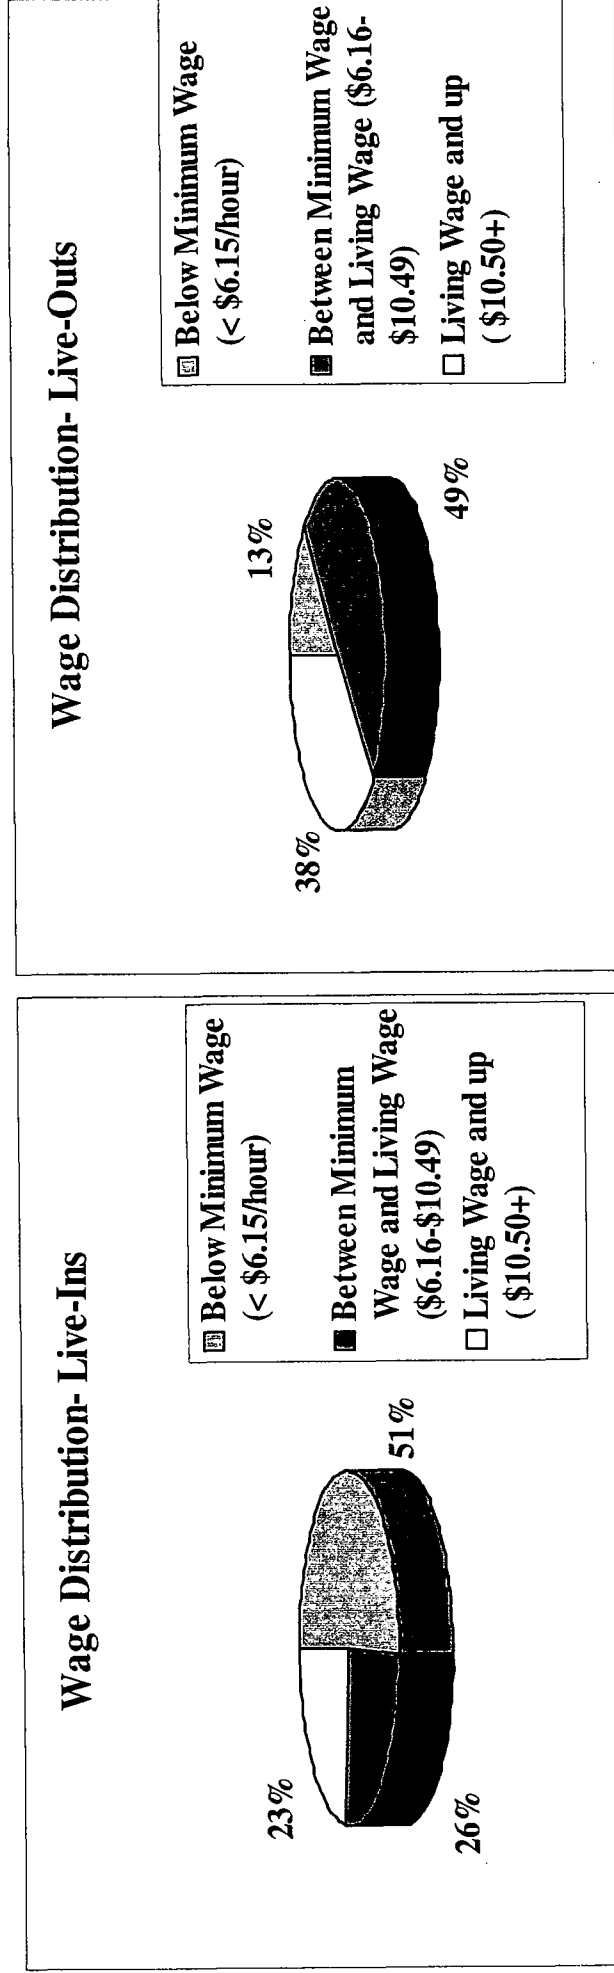 Wage Distribution- Live-Ins
23%
51%
26%
Below Minimum Wage
(< $6.15/hour)
Between Minimum
Wage and Living Wage
($6.16-$10.49)
Living Wage and up
( $10.50+)
Wage Distribution- Live-Outs
13%
38%
49%
Below Minimum Wage
(< $6.15/hour)
Between Minimum Wage
and Living Wage ($6.16-
$10.49)
Living Wage and up
( $10.50+)